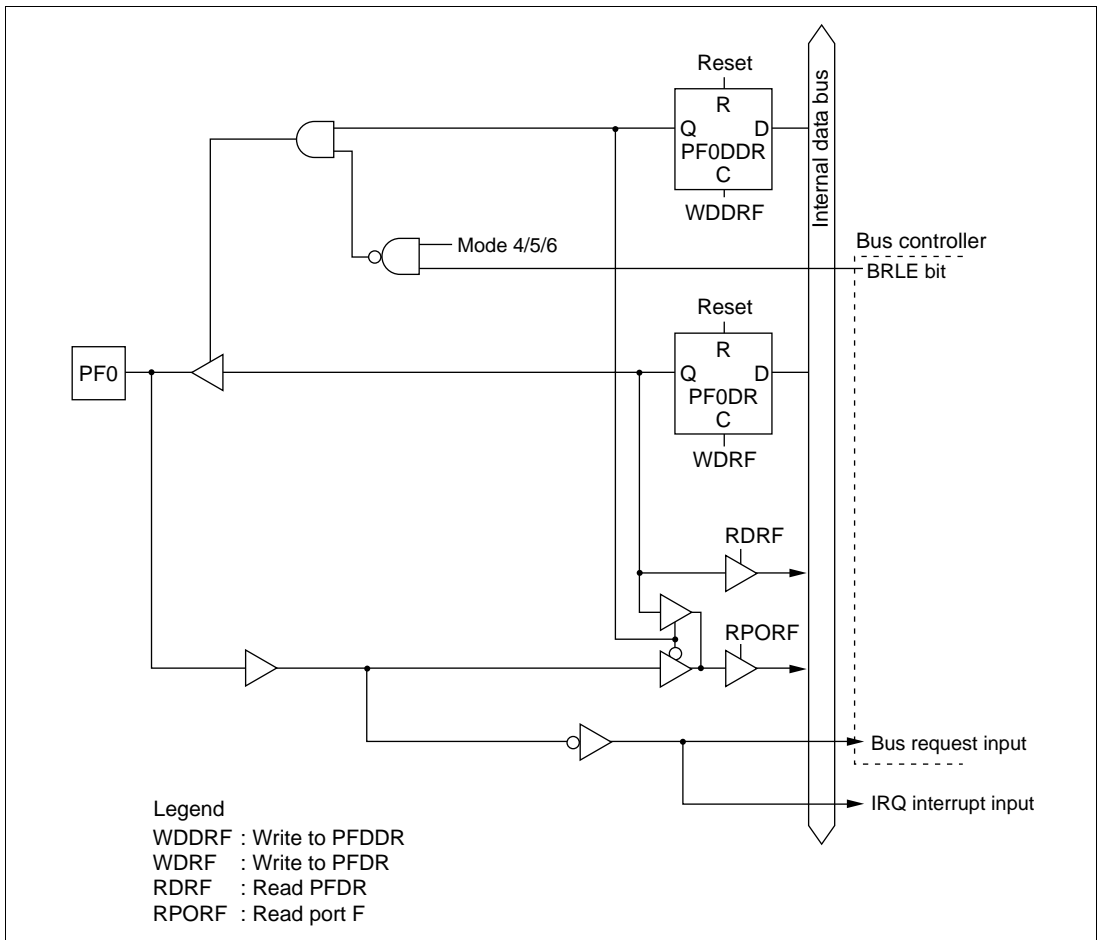 Reset
R
Q D
PF0DDR
C
WDDRF
Internal data bus
Mode 4/5/6
Bus controller
BRLE bit
Reset
R
Q D
PF0DR
C
WDRF
PF0
RDRF
RPORF
Bus request input
IRQ interrupt input
Legend
WDDRF : Write to PFDDR
WDRF : Write to PFDR
RDRF : Read PFDR
RPORF : Read port F